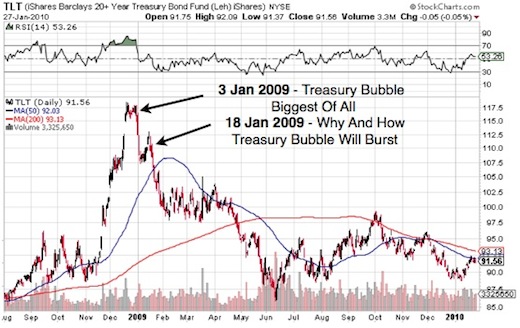 TLT (iShares Barclays 20+ Year Treasury Bond Fund (Leh) iShares) NYSE © StockCharts.com
27-Jan-2010 Open 91.75 High 92.09 Low 91.37 Close 91.56 Volume 3.3M Chg -0.05 (-0.05%)
RSI(14) 53.26
90
70
53.26
50
30
10
3 Jan 2009 - Treasury Bubble
Biggest Of All
18 Jan 2009 - Why And How
Treasury Bubble Will Burst
TLT (Daily) 91.56
MA(50) 92.03
MA(200) 93.13
Volume 3,325,650
117.5
115.0
112.5
110.0
107.5
105.0
102.5
100.0
97.5
95.0
93.13
91.56
90.0
87.5
3325650
85.0
Aug Sep Oct Nov Dec 2009 Feb Mar Apr May Jun Jul Aug Sep Oct Nov Dec 2010